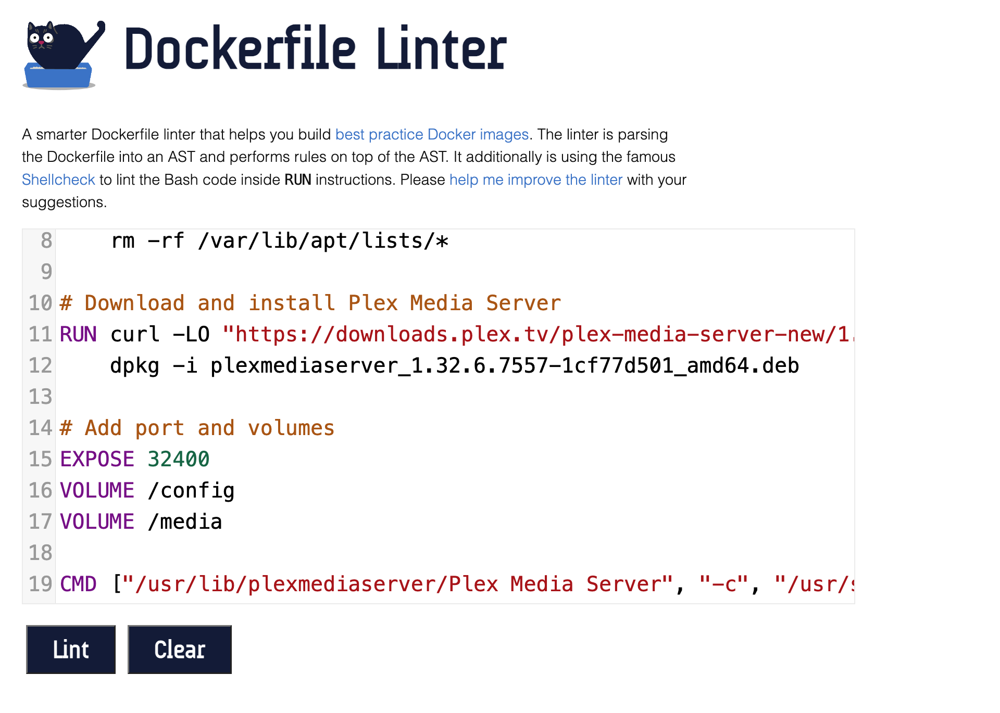 Dockerfile Linter
A smarter Dockerfile linter that helps you build best practice Docker images. The linter is parsing
the Dockerfile into an AST and performs rules on top of the AST. It additionally is using the famous
Shellcheck to lint the Bash code inside RUN instructions. Please help me improve the linter with your
suggestions.
8     rm -rf /var/lib/apt/lists/*
9
10 # Download and install Plex Media Server
11 RUN curl -LO "https://downloads.plex.tv/plex-media-server-new/1.
12     dpkg -i plexmediaserver_1.32.6.7557-1cf77d501_amd64.deb
13
14 # Add port and volumes
15 EXPOSE 32400
16 VOLUME /config
17 VOLUME /media
18
19 CMD ["/usr/lib/plexmediaserver/Plex Media Server", "-c", "/usr/s
Lint
Clear